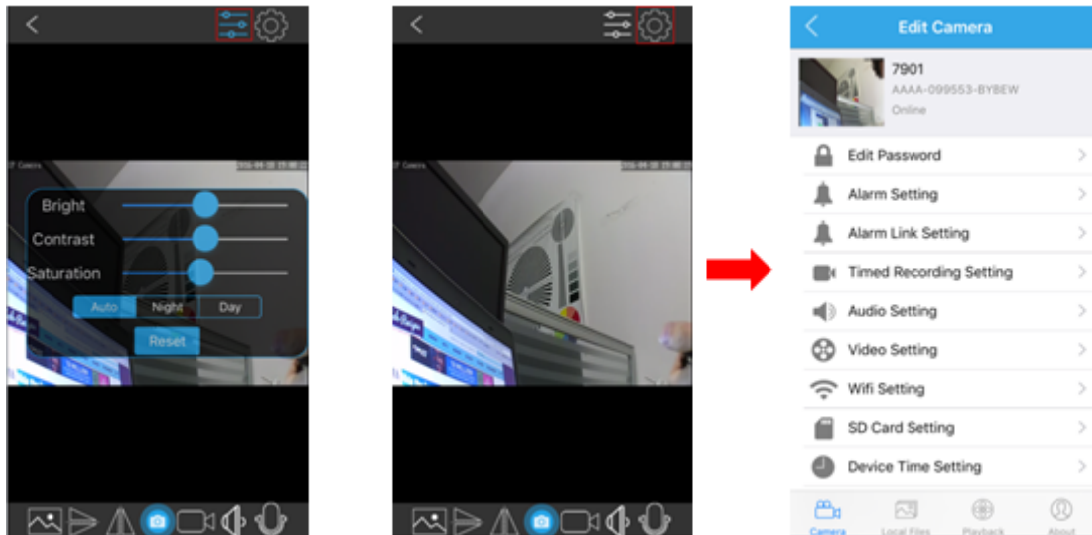 Bright
Contrast
Saturation
Auto Night Day
Reset
Edit Camera
7901
AAAA-099553-BYBEW
Online
Edit Password
Alarm Setting
Alarm Link Setting
Timed Recording Setting
Audio Setting
Video Setting
Wifi Setting
SD Card Setting
Device Time Setting
Camera Local Files Playback About